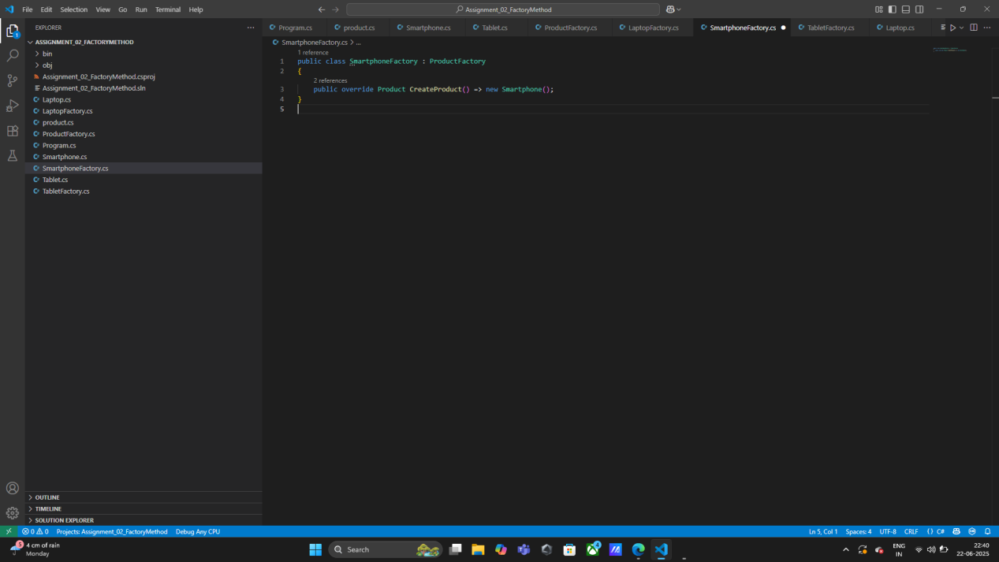 File Edit Selection View Go Run Terminal Help
Assignment_02_FactoryMethod
1
EXPLORER
ASSIGNMENT_02_FACTORYMETHOD
bin
obj
Assignment_02_FactoryMethod.csproj
Assignment_02_FactoryMethod.sln
Laptop.cs
LaptopFactory.cs
product.cs
ProductFactory.cs
Program.cs
Smartphone.cs
SmartphoneFactory.cs
Tablet.cs
TabletFactory.cs
OUTLINE
TIMELINE
SOLUTION EXPLORER
Program.cs product.cs Smartphone.cs Tablet.cs ProductFactory.cs LaptopFactory.cs SmartphoneFactory.cs TabletFactory.cs Laptop.cs
SmartphoneFactory.cs > ...
1 reference
1 public class SmartphoneFactory : ProductFactory
2 {
2 references
3 public override Product CreateProduct() => new Smartphone();
4 }
5
0 0 Projects: Assignment_02_FactoryMethod Debug Any CPU Ln 5, Col 1 Spaces: 4 UTF-8 CRLF {} C#
5 4 cm of rain
Monday
Search
4
ENG
IN
22:40
22-06-2025